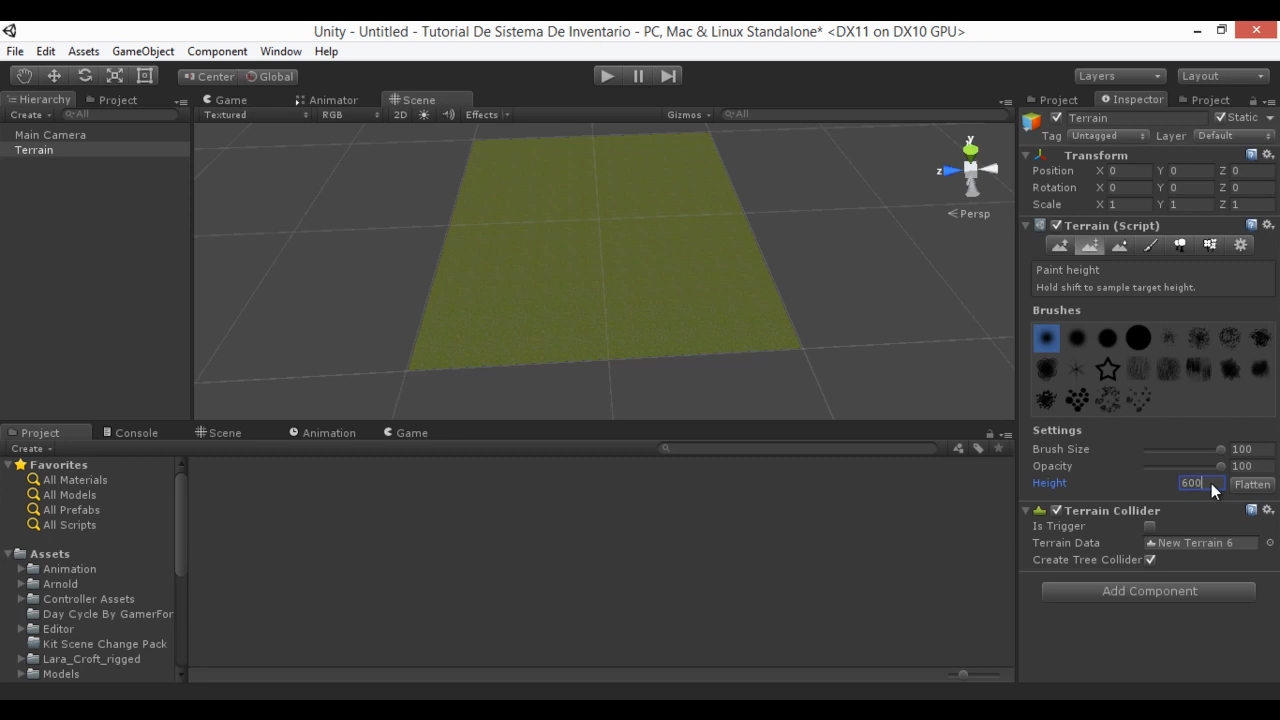 Unity - Untitled - Tutorial De Sistema De Inventario - PC, Mac & Linux Standalone* <DX11 on DX10 GPU>
File Edit Assets GameObject Component Window Help
Center Global Layers Layout
Hierarchy Project Game Animator Scene Project Inspector Project
Create All Textured RGB 2D Effects Gizmos All Terrain Static
Main Camera
Terrain
y
z
Persp
Tag Untagged Layer Default
Transform
Position X 0 Y 0 Z 0
Rotation X 0 Y 0 Z 0
Scale X 1 Y 1 Z 1
Terrain (Script)
Paint height
Hold shift to sample target height.
Brushes
Settings
Brush Size 100
Opacity 100
Height 600 Flatten
Terrain Collider
Is Trigger
Terrain Data New Terrain 6
Create Tree Collider
Add Component
Project Console Scene Animation Game
Create
Favorites
All Materials
All Models
All Prefabs
All Scripts
Assets
Animation
Arnold
Controller Assets
Day Cycle By GamerFor
Editor
Kit Scene Change Pack
Lara_Croft_rigged
Models